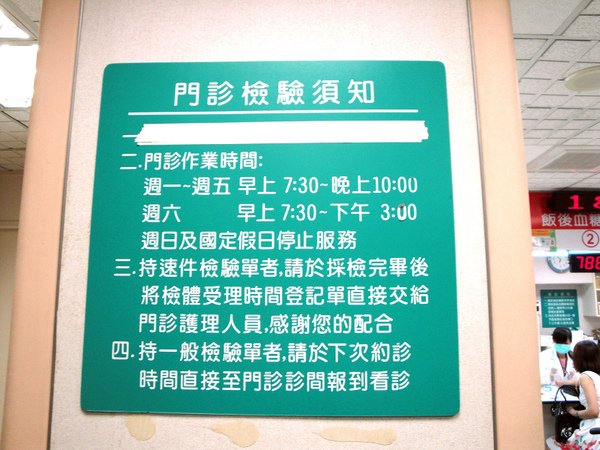 門診檢驗須知
一
二.門診作業時間:
週一~週五 早上 7:30~晚上10:00
週六 早上 7:30~下午 3:00
週日及國定假日停止服務
三.持速件檢驗單者,請於採檢完畢後
將檢體受理時間登記單直接交給
門診護理人員,感謝您的配合
四.持一般檢驗單者,請於下次約診
時間直接至門診診間報到看診
飯後血糖
2